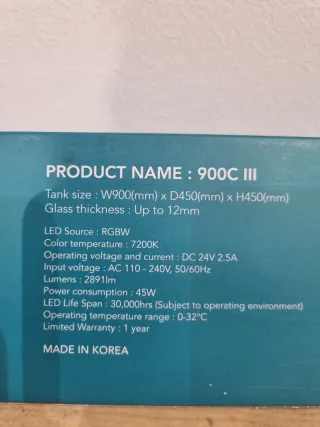 PRODUCT NAME : 900C III
Tank size : W900(mm) x D450(mm) x H450(mm)
Glass thickness : Up to 12mm
LED Source : RGBW
Color temperature : 7200K
Operating voltage and current : DC 24V 2.5A
Input voltage : AC 110 - 240V, 50/60Hz
Lumens : 2891lm
Power consumption : 45W
LED Life Span : 30,000hrs (Subject to operating environment)
Operating temperature range : 0-32°C
Limited Warranty : 1 year
MADE IN KOREA